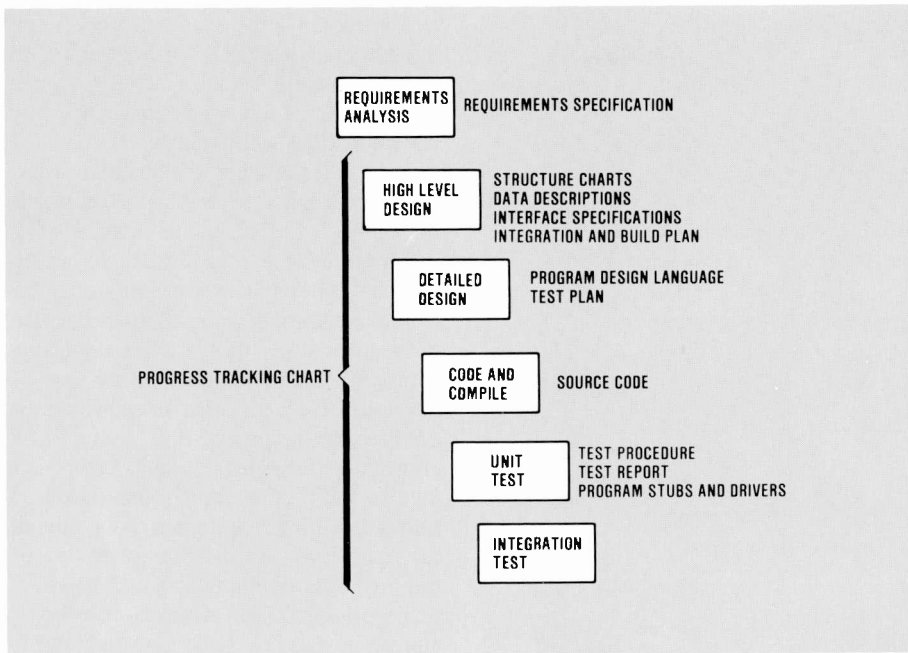 REQUIREMENTS
ANALYSIS
REQUIREMENTS SPECIFICATION
HIGH LEVEL
DESIGN
STRUCTURE CHARTS
DATA DESCRIPTIONS
INTERFACE SPECIFICATIONS
INTEGRATION AND BUILD PLAN
DETAILED
DESIGN
PROGRAM DESIGN LANGUAGE
TEST PLAN
PROGRESS TRACKING CHART
CODE AND
COMPILE
SOURCE CODE
UNIT
TEST
TEST PROCEDURE
TEST REPORT
PROGRAM STUBS AND DRIVERS
INTEGRATION
TEST